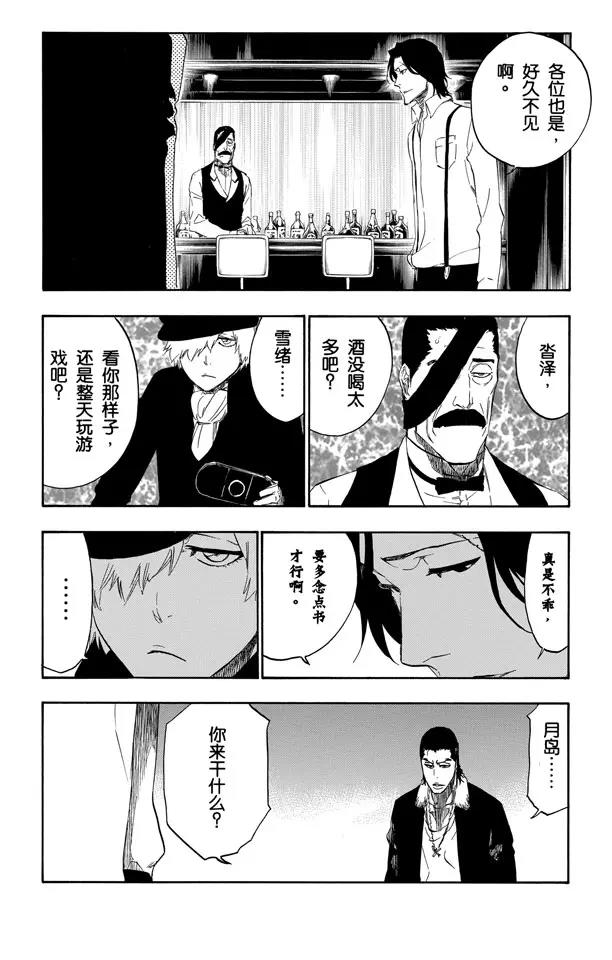 各位也是，
好久不见
啊。
沓泽，
酒没喝太
多吧？
雪绪……
看你那样子，
还是整天玩游
戏吧？
真是不乖，
要多念点书
才行啊。
……
月岛……
你来干什么？